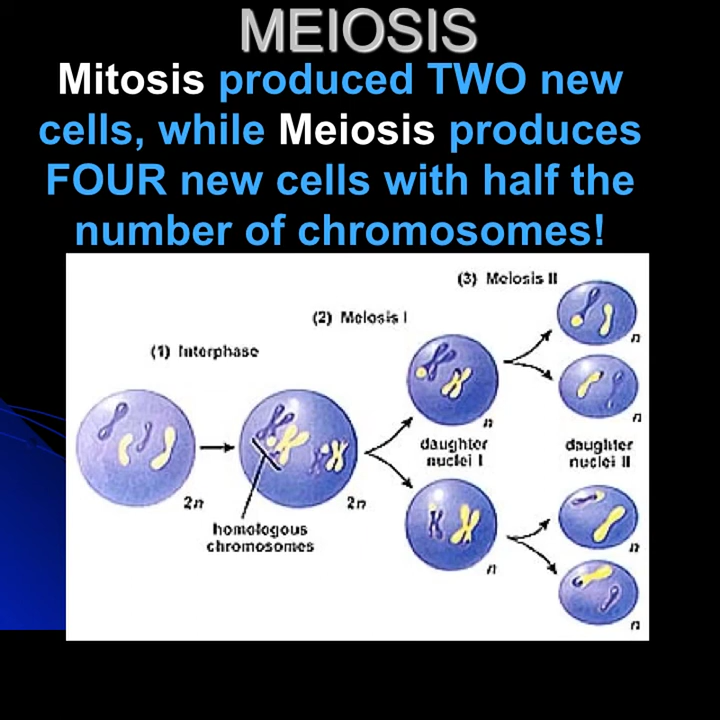 MEIOSIS
Mitosis produced TWO new
cells, while Meiosis produces
FOUR new cells with half the
number of chromosomes!
(3) Meiosis II
(2) Meiosis I
n
(1) Interphase
n
n
daughter
nuclei I
daughter
nuclei II
2n
2n
homologous
chromosomes
n
n
n